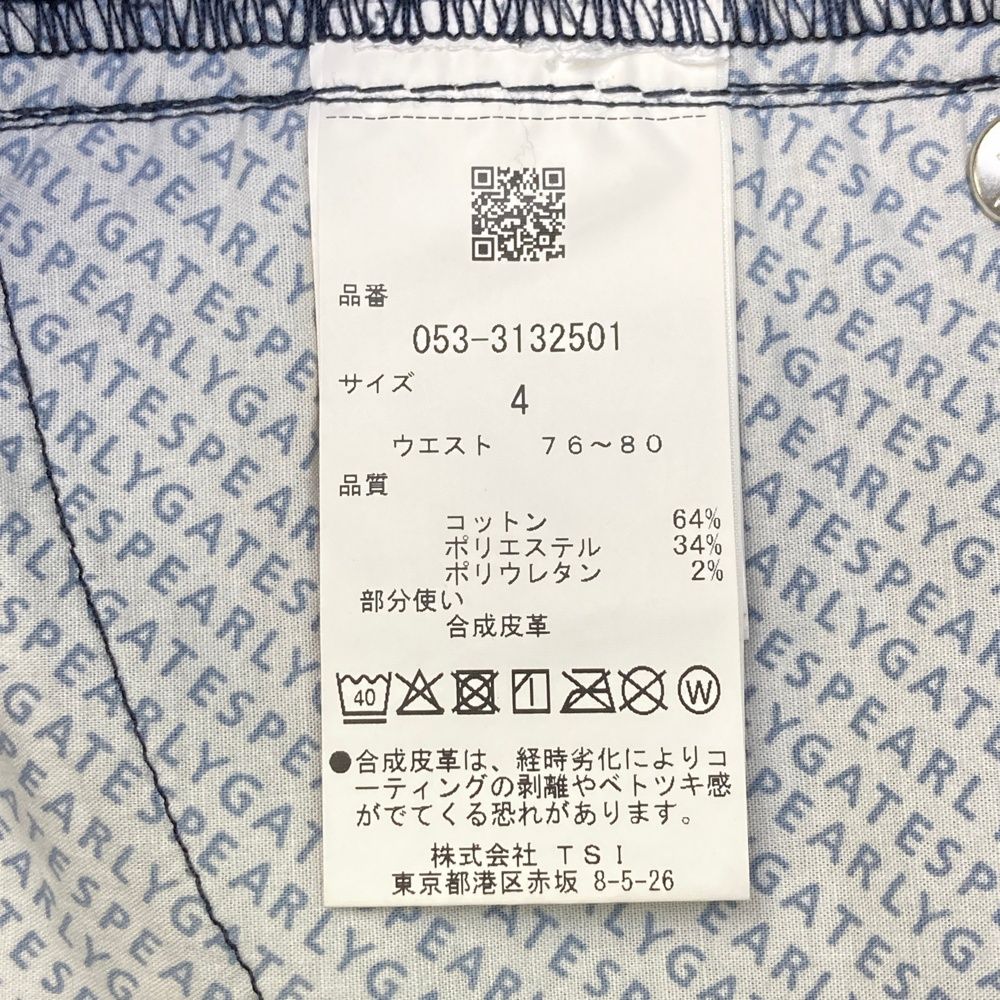 品番
053-3132501
サイズ
4
ウエスト 76～80
品質
コットン 64%
ポリエステル 34%
ポリウレタン 2%
部分使い
合成皮革
40
W
●合成皮革は、経時劣化によりコ
ーティングの剥離やベトツキ感
がでてくる恐れがあります。
株式会社 TSI
東京都港区赤坂 8-5-26
PEARLYGATES